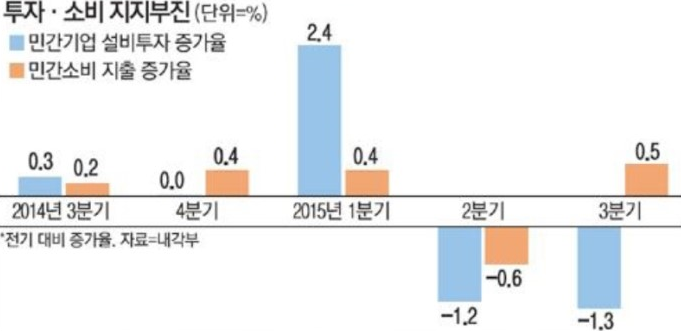 투자·소비 지지부진 (단위=%)
민간기업 설비투자 증가율
민간소비 지출 증가율
0.3
0.2
0.0
0.4
2.4
0.4
0.5
2014년 3분기
4분기
2015년 1분기
2분기
3분기
*전기 대비 증가율. 자료=내각부
-1.2
-0.6
-1.3